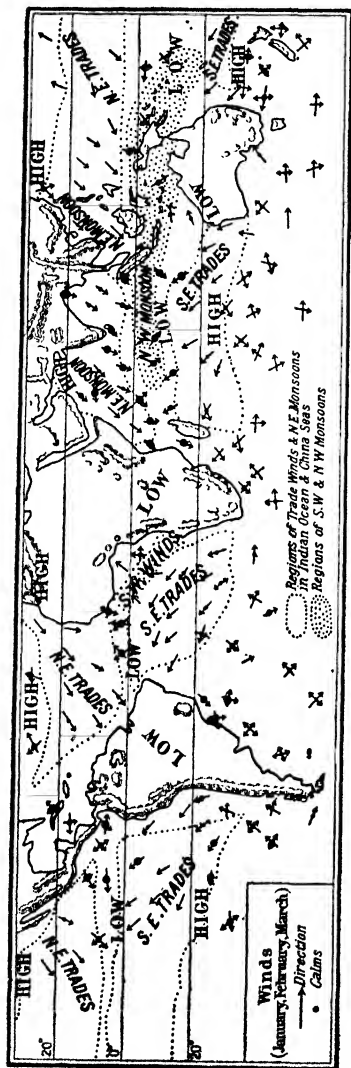 HIGH
HIGH
HIGH
HIGH
HIGH
20°
0°
20°
N.E.TRADES
N.E.TRADES
N.E.MONSOON
N.E.MONSOON
N.E.TRADES
LOW
LOW
S.W.WINDS
N.W.MONSOON
LOW
LOW
S.E.TRADES
LOW
S.E.TRADES
LOW
S.E.TRADES
LOW
S.E.TRADES
HIGH
HIGH
HIGH
Winds
(January, February, March)
Direction
Calms
Regions of Trade Winds & N.E.Monsoons
in Indian Ocean & China Seas
Regions of S.W & N.W.Monsoons